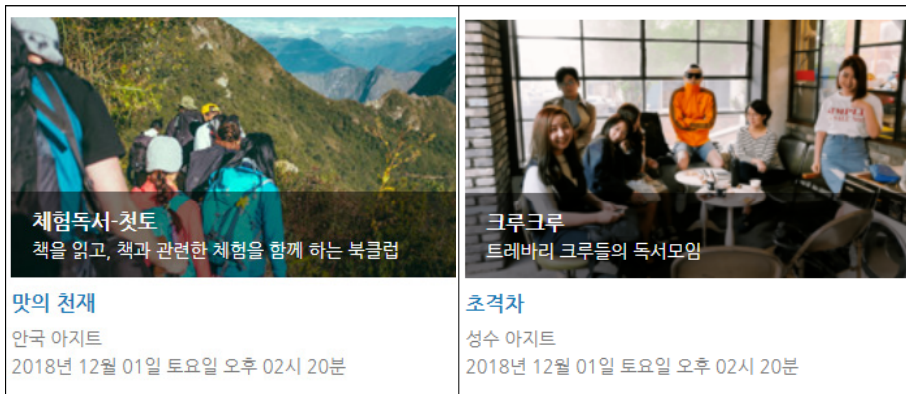 체험독서-첫토
책을 읽고, 책과 관련한 체험을 함께 하는 북클럽
맛의 천재
안국 아지트
2018년 12월 01일 토요일 오후 02시 20분
크루크루
트레바리 크루들의 독서모임
초격차
성수 아지트
2018년 12월 01일 토요일 오후 02시 20분